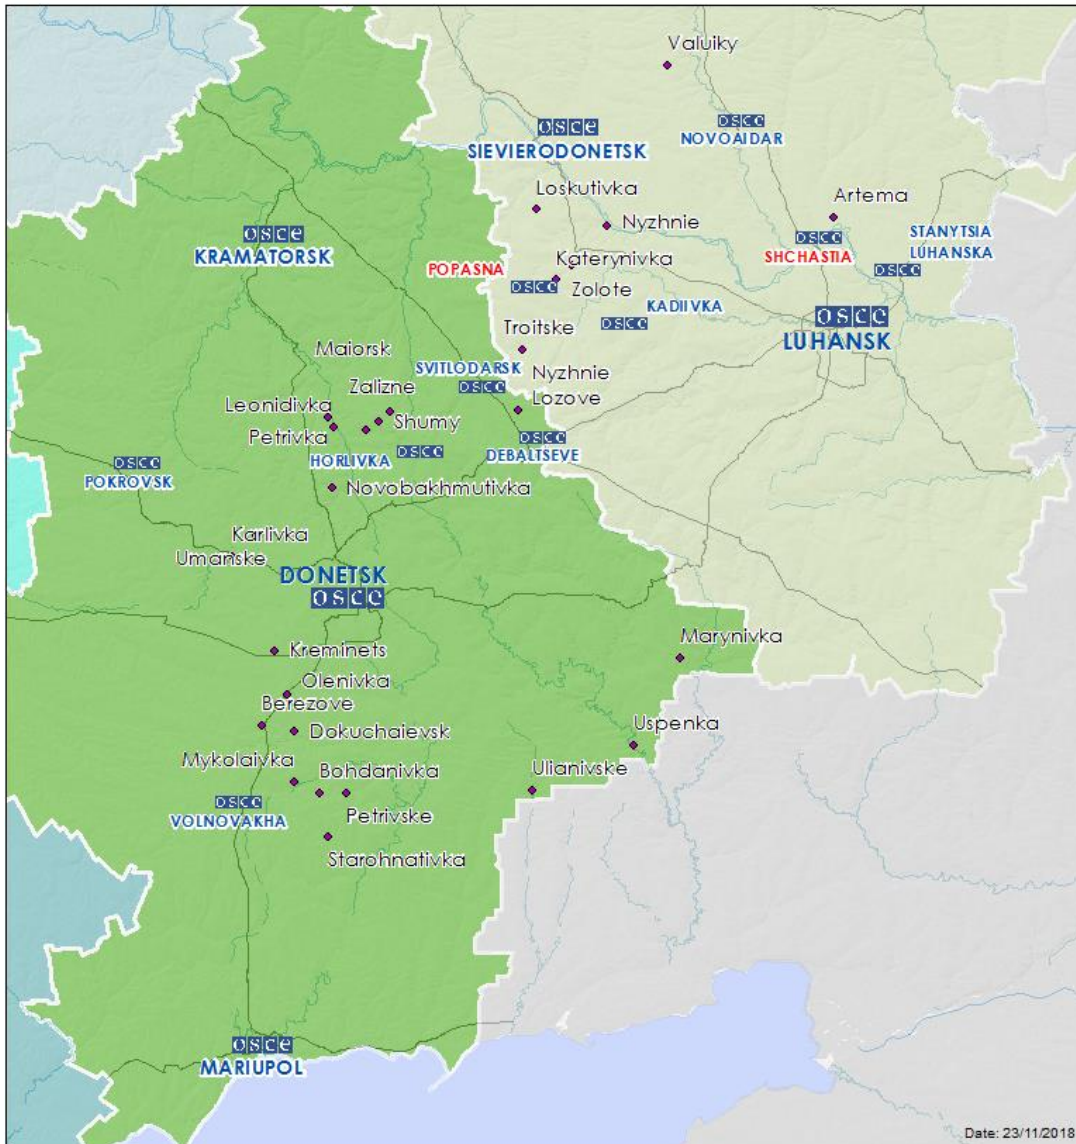 Valuiky
osce
SIEVIERODONETSK
osce
NOVOAIDAR
Loskutivka
Artema
Nyzhnie
osce
KRAMATORSK
STANYTSIA
LUHANSKA
osce
SHCHASTIA
POPASNA
Katerynivka
osce
osce
Zolote
KADIIVKA
osce
osce
LUHANSK
Troitske
Maiorsk
SVITLODARSK
osce
Nyzhnie
Zalizne
Lozove
Leonidivka
Shumy
Petrivka
osce
DEBALTSEVE
HORLIVKA
osce
osce
POKROVSK
Novobakhmutivka
Karlivka
Umanske
DONETSK
osce
Marynivka
Kreminets
Olenivka
Berezove
Dokuchaievsk
Uspenka
Mykolaivka
Bohdanivka
Ulianivske
osce
VOLNOVAKHA
Petrivske
Starohnativka
osce
MARIUPOL
Date: 23/11/2018